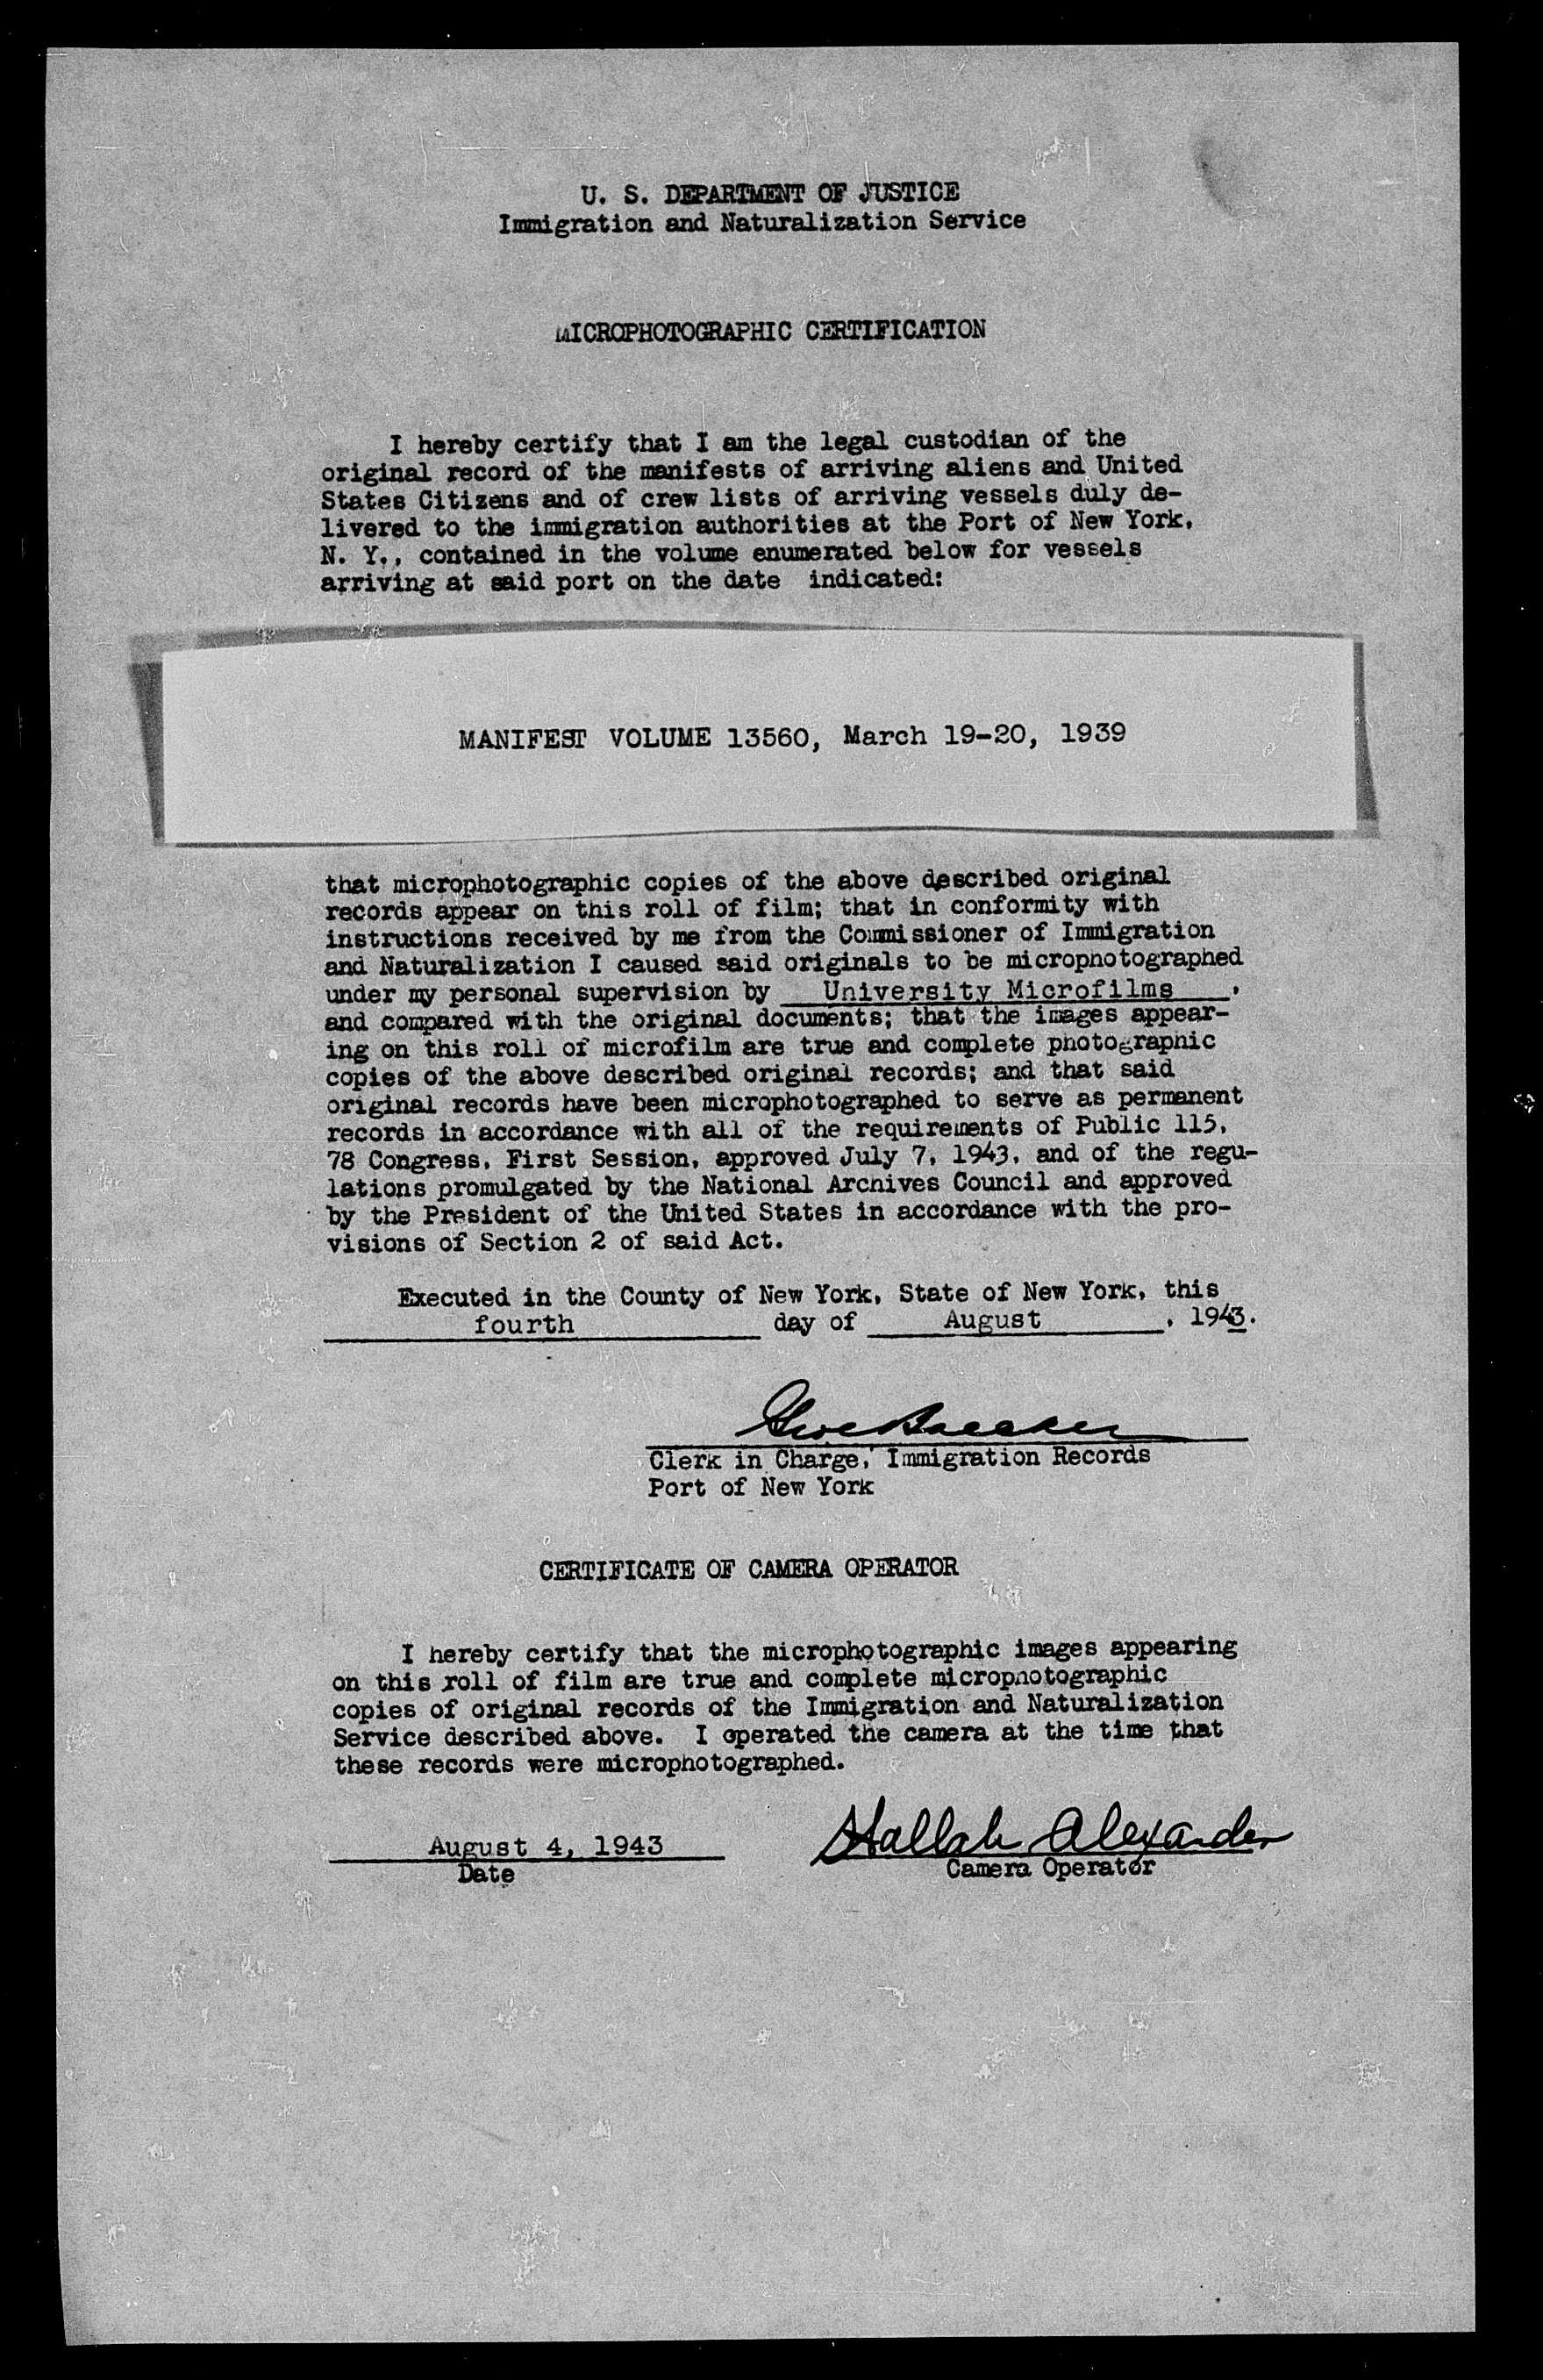 U. S. DEPARTMENT OF JUSTICE
Immigration and Naturalization Service
MICROPHOTOGRAPHIC CERTIFICATION
I hereby certify that I am the legal custodian of the
original record of the manifests of arriving aliens and United
States Citizens and of crew lists of arriving vessels duly de-
livered to the immigration authorities at the Port of New York,
N. Y., contained in the volume enumerated below for vessels
arriving at said port on the date indicated:
MANIFEST VOLUME 13560, March 19-20, 1939
that microphotographic copies of the above described original
records appear on this roll of film; that in conformity with
instructions received by me from the Commissioner of Immigration
and Naturalization I caused said originals to be microphotographed
under my personal supervision by University Microfilms,
and compared with the original documents; that the images appear-
ing on this roll of microfilm are true and complete photographic
copies of the above described original records; and that said
original records have been microphotographed to serve as permanent
records in accordance with all of the requirements of Public 115,
78 Congress, First Session, approved July 7, 1943, and of the regu-
lations promulgated by the National Archives Council and approved
by the President of the United States in accordance with the pro-
visions of Section 2 of said Act.
Executed in the County of New York, State of New York, this
fourth day of August, 1943.
Clerk in Charge, Immigration Records
Port of New York
CERTIFICATE OF CAMERA OPERATOR
I hereby certify that the microphotographic images appearing
on this roll of film are true and complete microphotographic
copies of original records of the Immigration and Naturalization
Service described above. I operated the camera at the time that
these records were microphotographed.
August 4, 1943 Hallah Alexander
Date Camera Operator